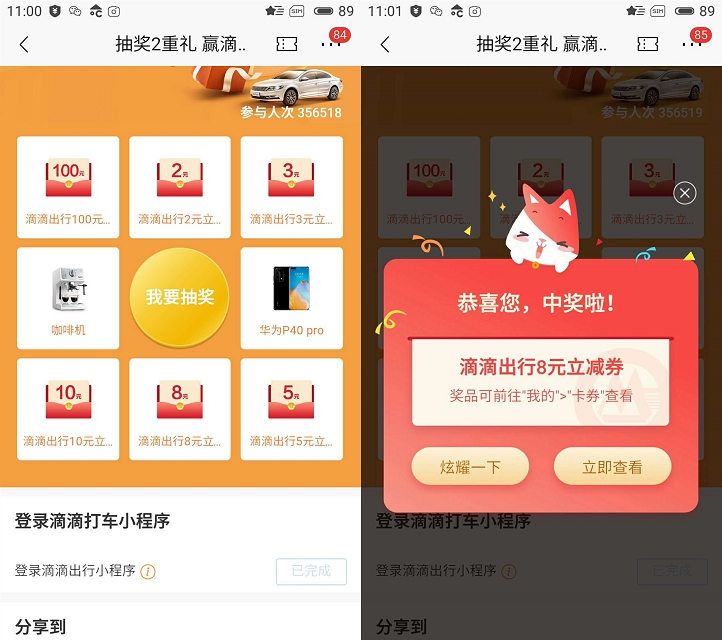 11:00
SIM
89
抽奖2重礼 赢滴..
84
参与人次 356518
100元
2元
3元
滴滴出行100元...
滴滴出行2元立...
滴滴出行3元立...
我要抽奖
咖啡机
华为P40 pro
10元
8元
5元
滴滴出行10元立...
滴滴出行8元立...
滴滴出行5元立...
登录滴滴打车小程序
登录滴滴出行小程序 i
已完成
分享到
11:01
SIM
89
抽奖2重礼 赢滴..
85
参与人次 356519
100元
2元
3元
滴滴出行100元...
滴滴出行2元立...
滴滴出行3元立...
恭喜您，中奖啦！
滴滴出行8元立减券
奖品可前往"我的">"卡券"查看
炫耀一下
立即查看
登录滴滴打车小程序
登录滴滴出行小程序 i
已完成
分享到